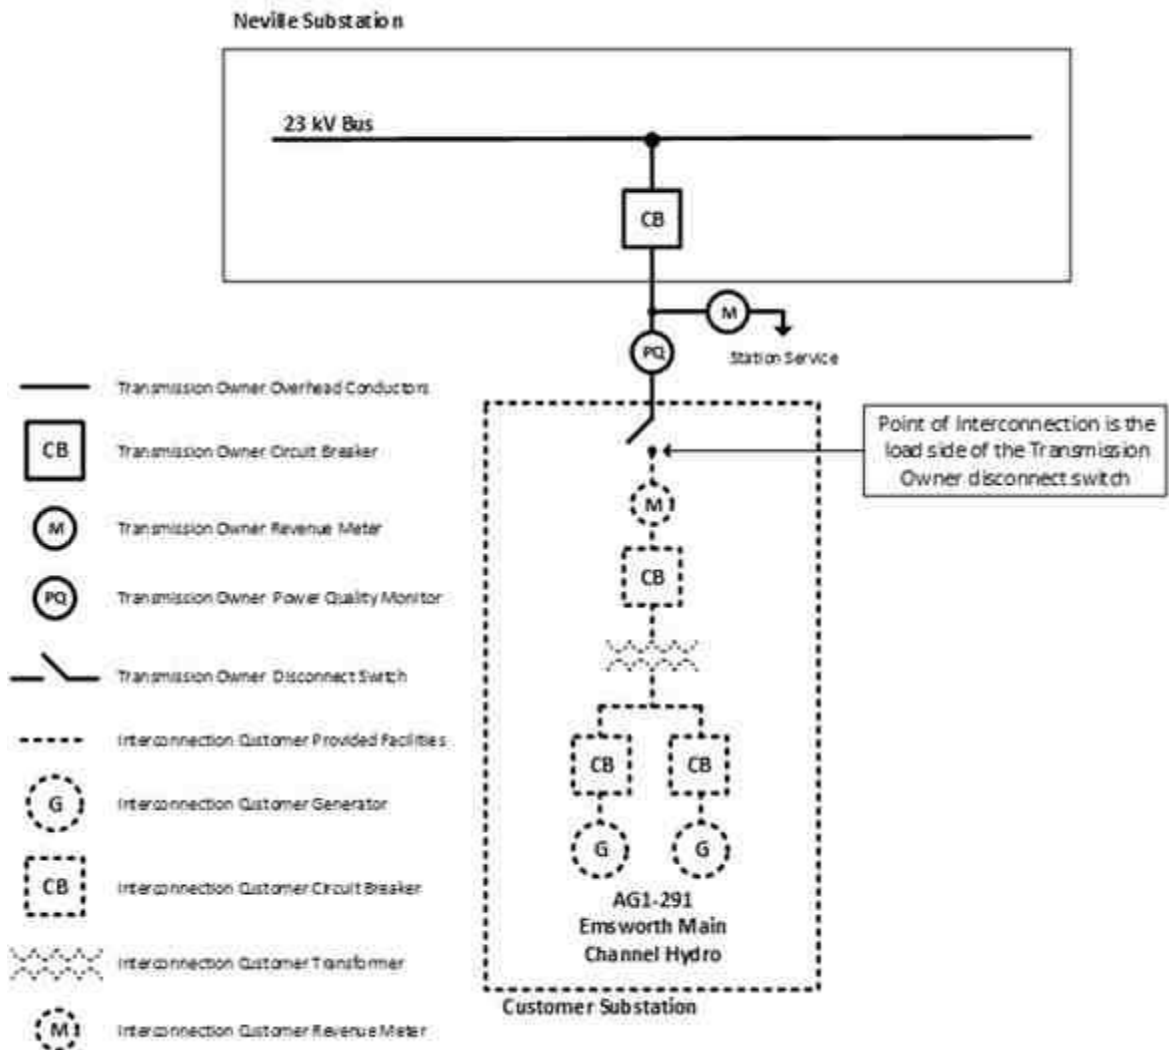 Neville Substation
23 kV Bus
CB
M
PQ
Station Service
Transmission Owner Overhead Conductors
CB
Transmission Owner Circuit Breaker
M
Transmission Owner Revenue Meter
PQ
Transmission Owner Power Quality Monitor
Transmission Owner Disconnect Switch
Interconnection Customer Provided Facilities
G
Interconnection Customer Generator
CB
Interconnection Customer Circuit Breaker
Interconnection Customer Transformer
M
Interconnection Customer Revenue Meter
Point of Interconnection is the
load side of the Transmission
Owner disconnect switch
M
CB
CB CB
G G
AG1-291
Emsworth Main
Channel Hydro
Customer Substation